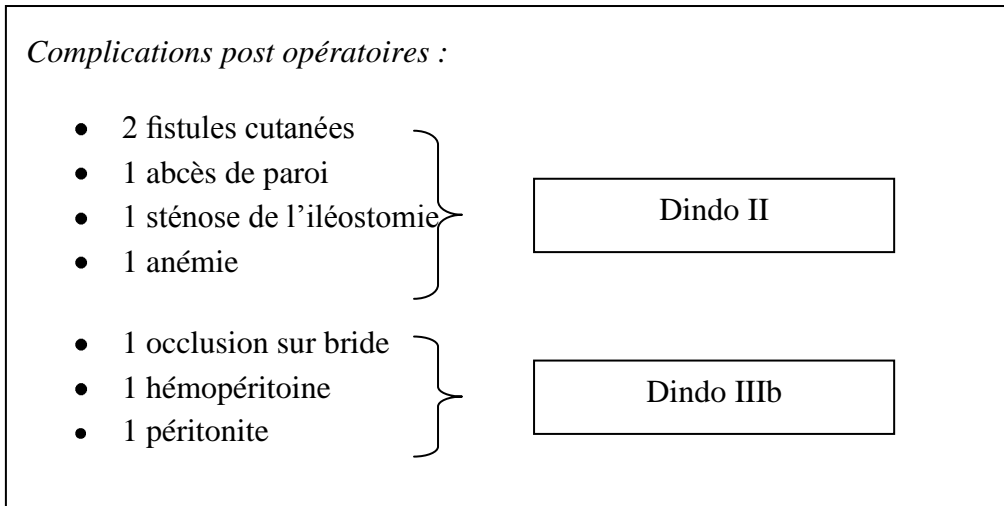 Complications post opératoires :
• 2 fistules cutanées
• 1 abcès de paroi
• 1 sténose de l’iléostomie
• 1 anémie
Dindo II
• 1 occlusion sur bride
• 1 hémopéritoine
• 1 péritonite
Dindo IIIb